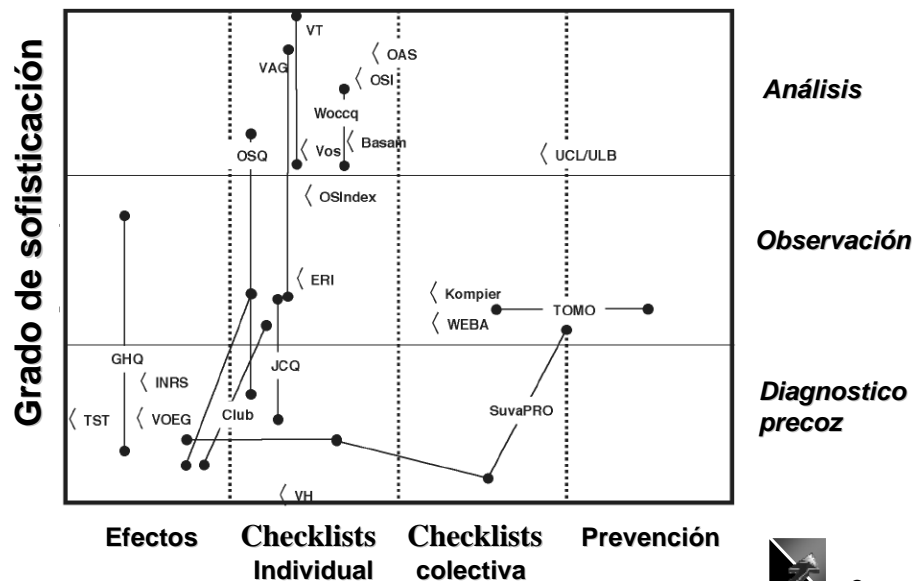 Grado de sofisticación
VT
VAG
OAS
OSI
Woccq
OSQ
Vos
Basam
UCL/ULB
Análisis
OSIndex
Observación
ERI
Kompier
TOMO
WEBA
GHQ
JCQ
INRS
TST
VOEG
Club
SuvaPRO
Diagnostico
precoz
VH
Efectos
Checklists
Individual
Checklists
colectiva
Prevención